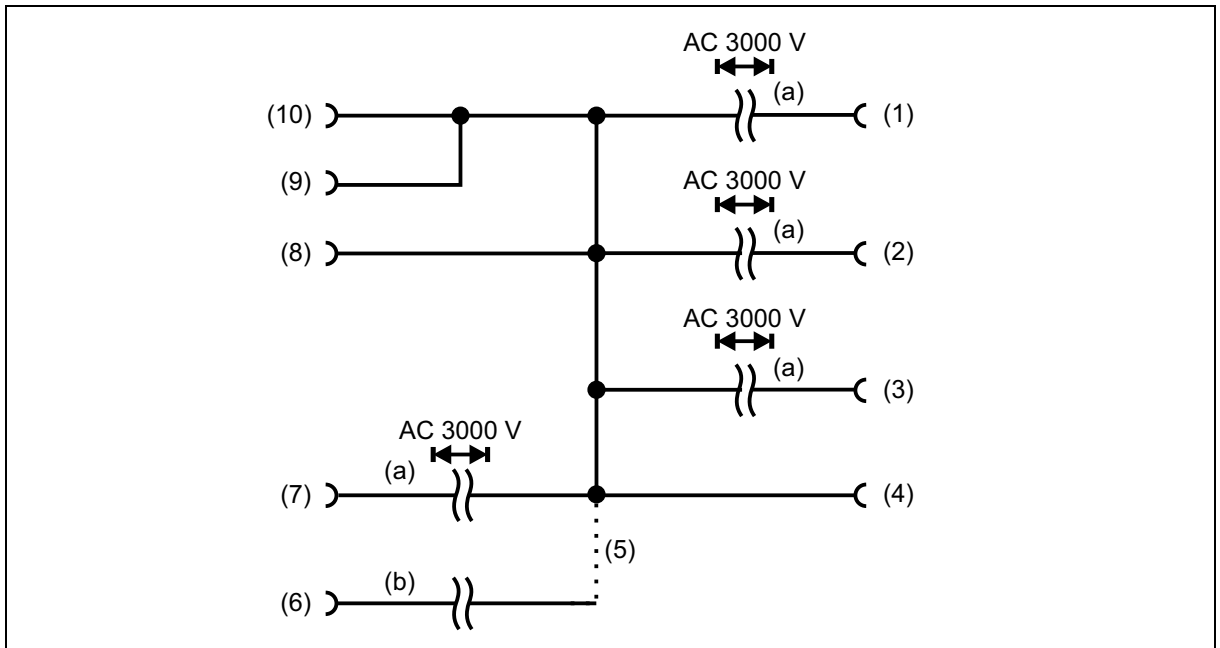 AC 3000 V
(10) (a) (1)
(9) AC 3000 V
(a)
(8) (2)
AC 3000 V
(a)
(3)
AC 3000 V
(a)
(7) (4)
(5)
(b)
(6)